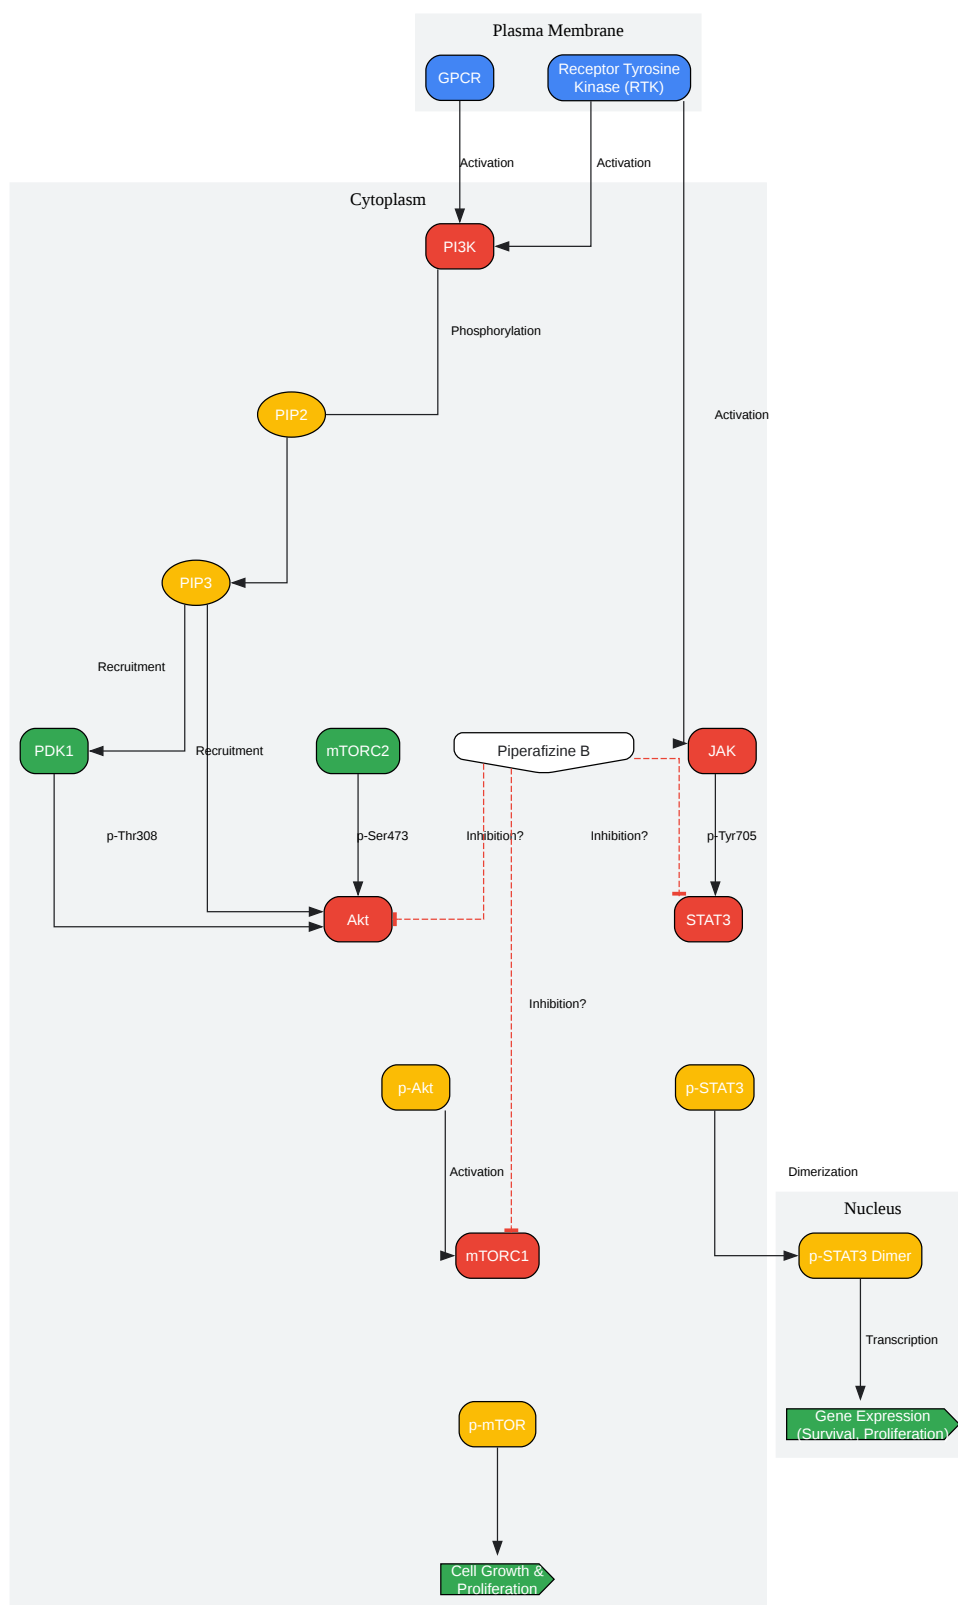 Plasma Membrane
GPCR
Receptor Tyrosine
Kinase (RTK)
Activation
Activation
Cytoplasm
PI3K
Phosphorylation
PIP2
Activation
PIP3
Recruitment
PDK1
Recruitment
mTORC2
Piperafizine B
JAK
p-Thr308
p-Ser473
Inhibition?
Inhibition?
p-Tyr705
Akt
STAT3
Inhibition?
p-Akt
p-STAT3
Activation
Dimerization
Nucleus
mTORC1
p-STAT3 Dimer
Transcription
p-mTOR
Gene Expression
(Survival, Proliferation)
Cell Growth &
Proliferation